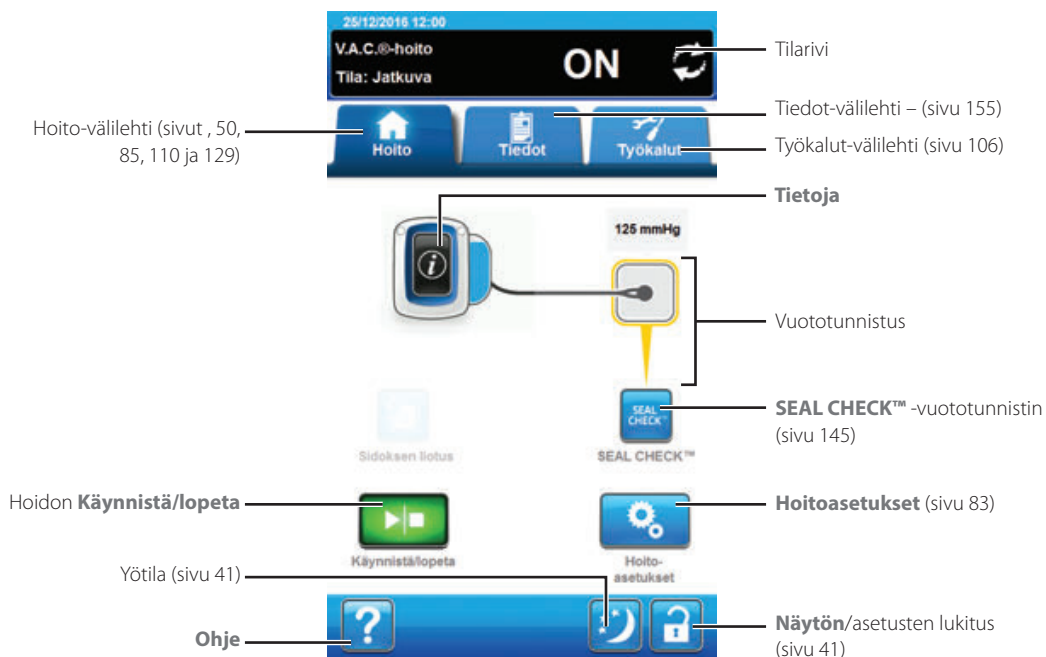 25/12/2016 12:00
V.A.C.®-hoito
Tila: Jatkuva
ON
Tilarivi
Hoito-välilehti (sivut , 50,
85, 110 ja 129)
Hoito
Tiedot
Työkalut
Tiedot-välilehti – (sivu 155)
Työkalut-välilehti (sivu 106)
Tietoja
125 mmHg
i
Vuototunnistus
SEAL
CHECK™
Sidoksen liotus
SEAL CHECK™
SEAL CHECK™ -vuototunnistin
(sivu 145)
Hoidon Käynnistä/lopeta
Hoitoasetukset (sivu 83)
Käynnistä/lopeta
Hoito-
asetukset
Yötila (sivu 41)
Ohje
?
Näytön/asetusten lukitus
(sivu 41)